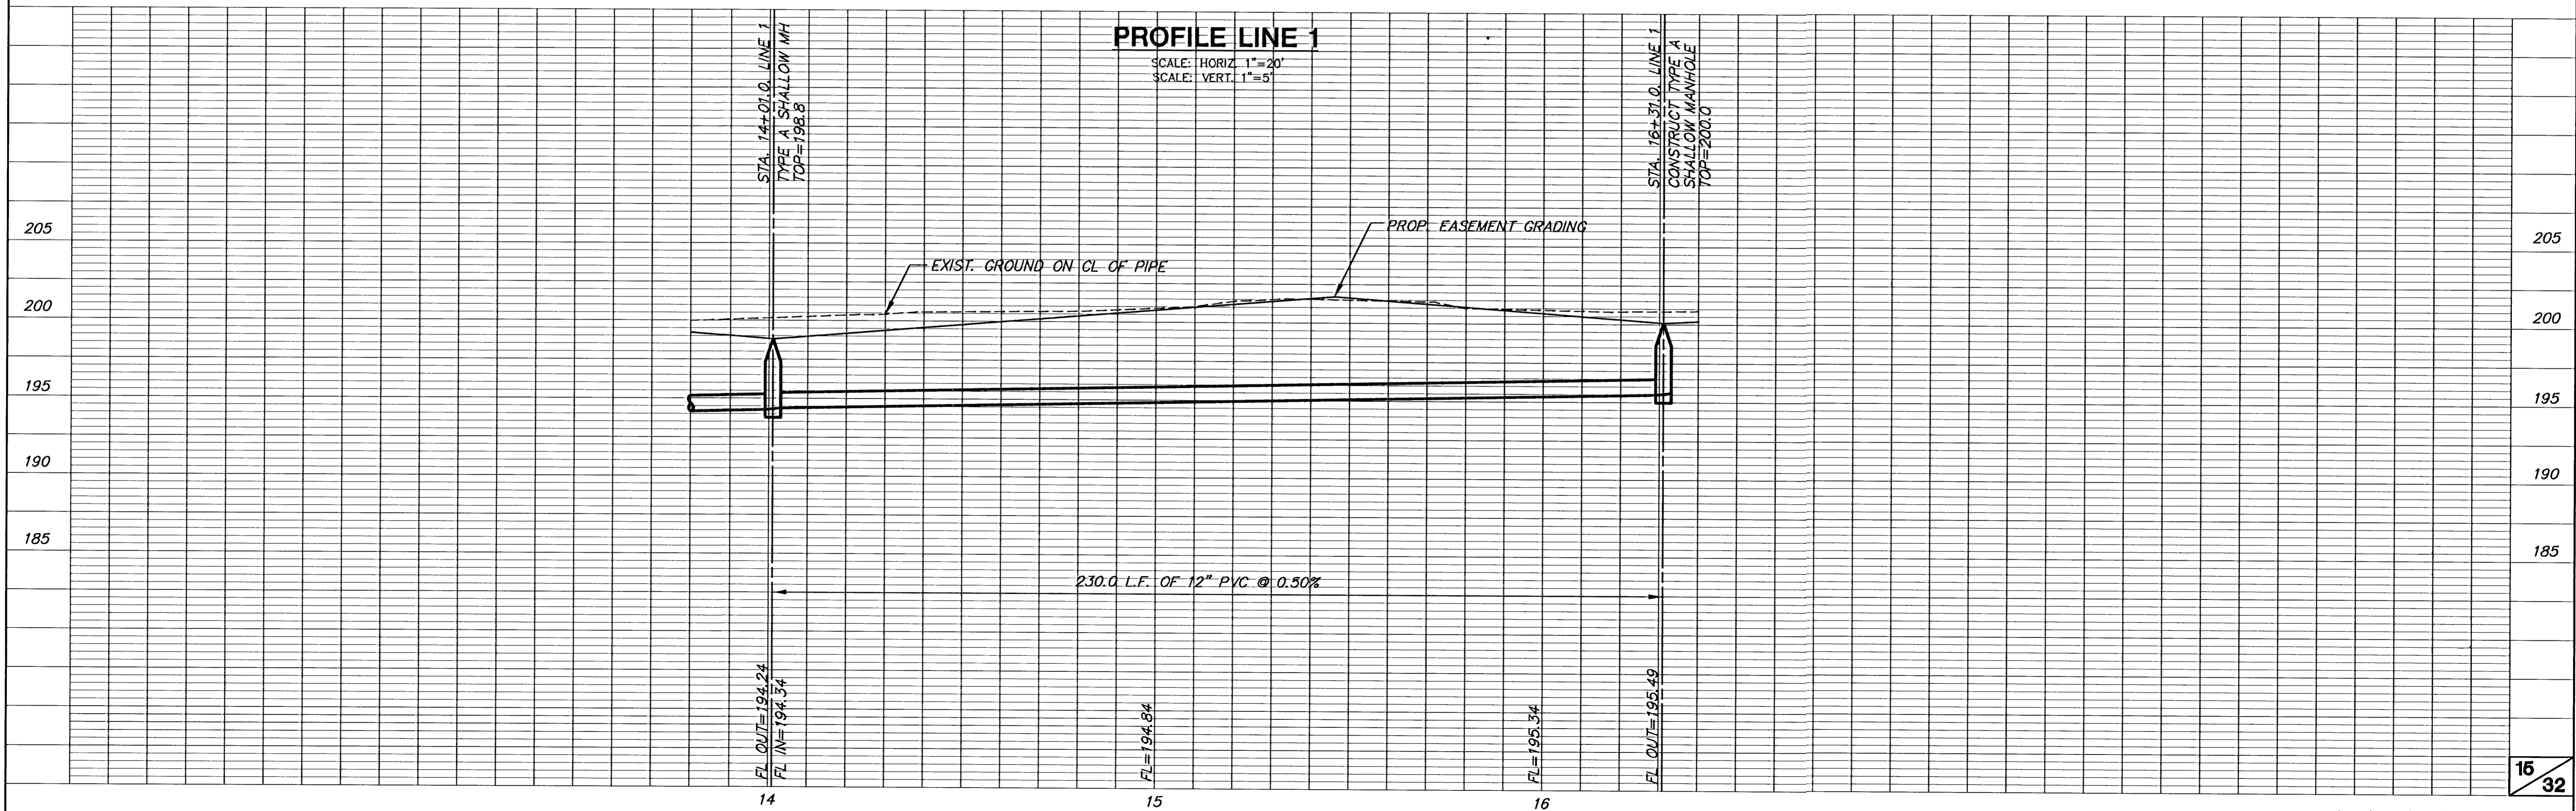 PROFILE LINE 1
SCALE: HORIZ. 1"=20'
SCALE: VERT. 1"=5'
STA. 14+01.0, LINE 1
TYPE A SHALLOW MH
TOP=198.8
STA. 16+31.0, LINE 1
CONSTRUCT TYPE A
SHALLOW MANHOLE
TOP=200.0
205
200
195
190
185
205
200
195
190
185
PROP. EASEMENT GRADING
EXIST. GROUND ON CL OF PIPE
230.0 L.F. OF 12" PVC @ 0.50%
FL OUT=194.24
FL IN=194.34
FL=194.84
FL=195.34
FL OUT=195.49
14
15
16
15
32